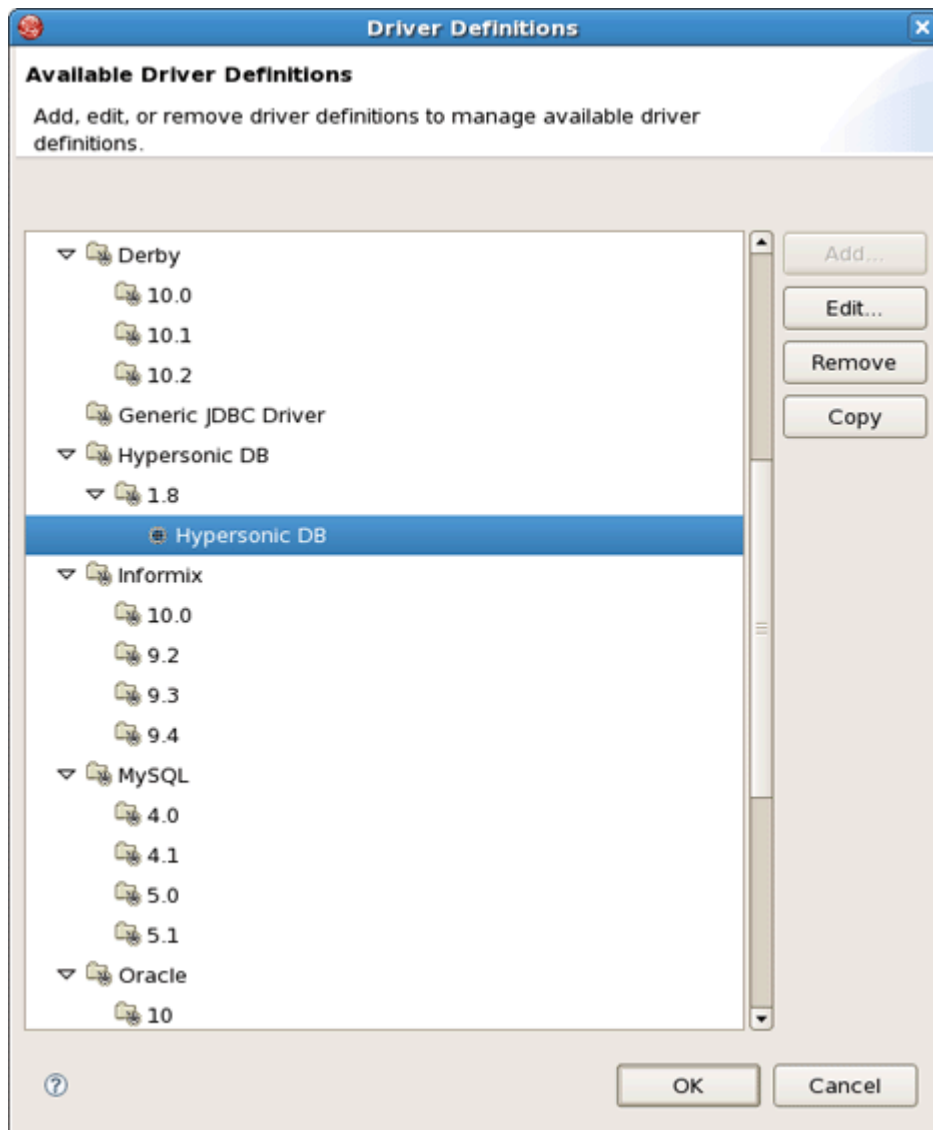 Driver Definitions
Available Driver Definitions
Add, edit, or remove driver definitions to manage available driver
definitions.
Derby
10.0
10.1
10.2
Generic JDBC Driver
Hypersonic DB
1.8
Hypersonic DB
Informix
10.0
9.2
9.3
9.4
MySQL
4.0
4.1
5.0
5.1
Oracle
10
Add...
Edit...
Remove
Copy
?
OK
Cancel